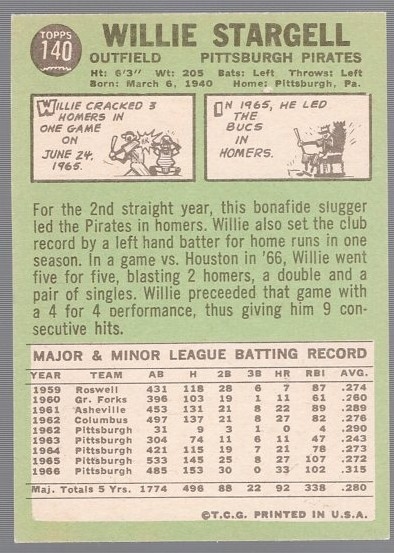 TOPPS
140
WILLIE STARGELL
OUTFIELD PITTSBURGH PIRATES
Ht: 6'3" Wt: 205 Bats: Left Throws: Left
Born: March 6, 1940 Home: Pittsburgh, Pa.
WILLIE CRACKED 3
HOMERS IN
ONE GAME
ON
JUNE 24,
1965.
IN 1965, HE LED
THE
BUCS
IN
HOMERS.
For the 2nd straight year, this bonafide slugger
led the Pirates in homers. Willie also set the club
record by a left hand batter for home runs in one
season. In a game vs. Houston in '66, Willie went
five for five, blasting 2 homers, a double and a
pair of singles. Willie preceeded that game with
a 4 for 4 performance, thus giving him 9 con-
secutive hits.
MAJOR & MINOR LEAGUE BATTING RECORD
YEAR TEAM AB H 2B 3B HR RBI AVG.
1959 Roswell 431 118 28 6 7 87 .274
1960 Gr. Forks 396 103 19 1 11 61 .260
1961 Asheville 453 131 21 8 22 89 .289
1962 Columbus 497 137 21 8 27 82 .276
1962 Pittsburgh 31 9 3 1 0 4 .290
1963 Pittsburgh 304 74 11 6 11 47 .243
1964 Pittsburgh 421 115 19 7 21 78 .273
1965 Pittsburgh 533 145 25 8 27 107 .272
1966 Pittsburgh 485 153 30 0 33 102 .315
Maj. Totals 5 Yrs. 1774 496 88 22 92 338 .280
©T.C.G. PRINTED IN U.S.A.